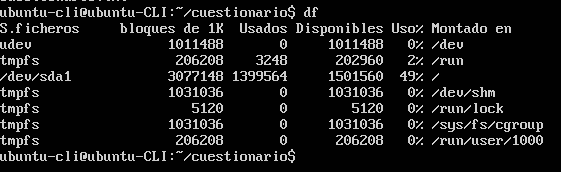 ubuntu-cli@ubuntu-CLI:~/cuestionario$ df
S.ficheros     bloques de 1K  Usados Disponibles Uso% Montado en
udev                 1011488       0     1011488   0% /dev
tmpfs                 206208    3248      202960   2% /run
/dev/sda1            3077148 1399564     1501560  49% /
tmpfs                1031036       0     1031036   0% /dev/shm
tmpfs                   5120       0        5120   0% /run/lock
tmpfs                1031036       0     1031036   0% /sys/fs/cgroup
tmpfs                 206208       0      206208   0% /run/user/1000
ubuntu-cli@ubuntu-CLI:~/cuestionario$